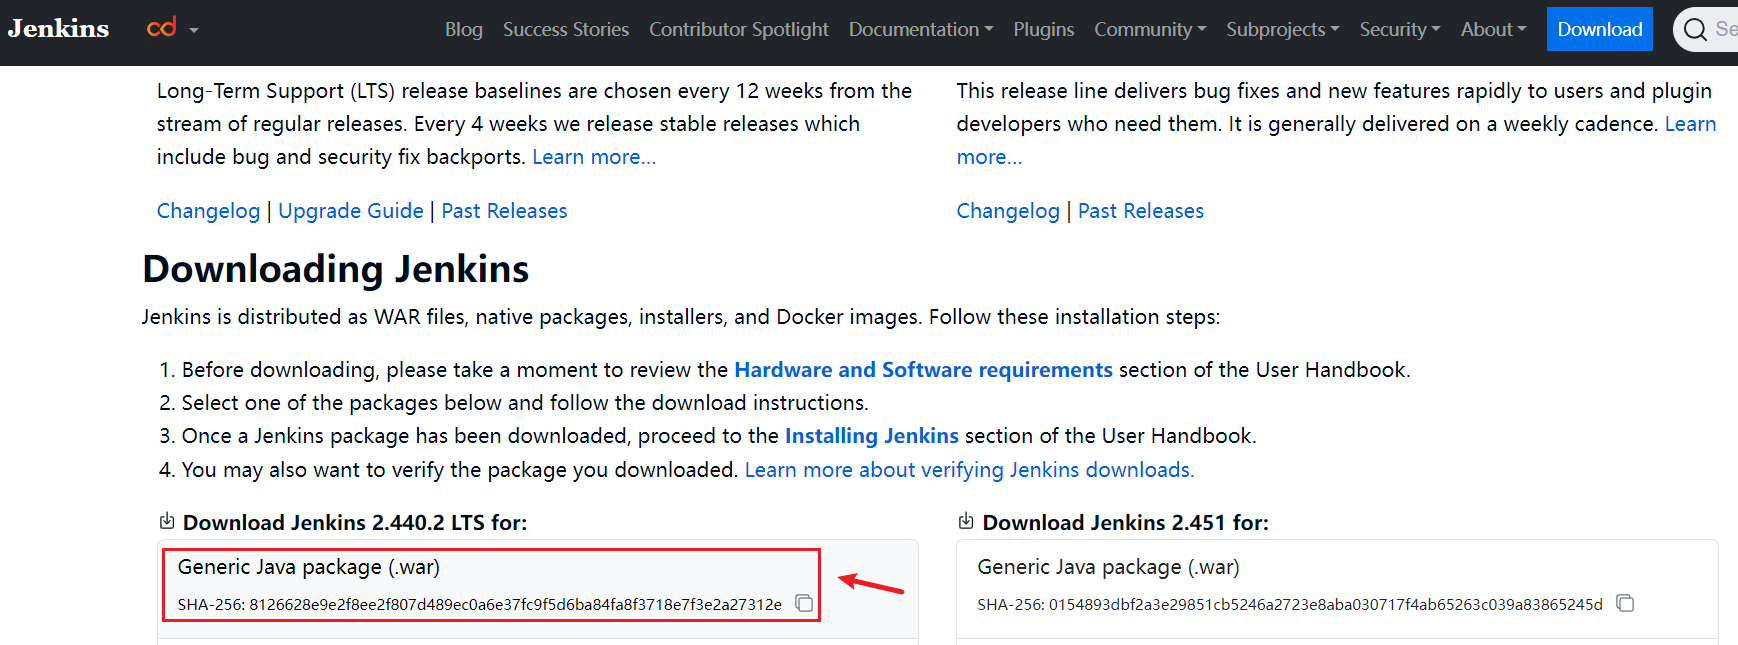 Jenkins cd Blog Success Stories Contributor Spotlight Documentation Plugins Community Subprojects Security About Download Se
Long-Term Support (LTS) release baselines are chosen every 12 weeks from the
stream of regular releases. Every 4 weeks we release stable releases which
include bug and security fix backports. Learn more...
Changelog | Upgrade Guide | Past Releases
This release line delivers bug fixes and new features rapidly to users and plugin
developers who need them. It is generally delivered on a weekly cadence. Learn
more...
Changelog | Past Releases
Downloading Jenkins
Jenkins is distributed as WAR files, native packages, installers, and Docker images. Follow these installation steps:
1. Before downloading, please take a moment to review the Hardware and Software requirements section of the User Handbook.
2. Select one of the packages below and follow the download instructions.
3. Once a Jenkins package has been downloaded, proceed to the Installing Jenkins section of the User Handbook.
4. You may also want to verify the package you downloaded. Learn more about verifying Jenkins downloads.
Download Jenkins 2.440.2 LTS for:
Generic Java package (.war)
SHA-256: 8126628e9e2f8ee2f807d489ec0a6e37fc9f5d6ba84fa8f3718e7f3e2a27312e
Download Jenkins 2.451 for:
Generic Java package (.war)
SHA-256: 0154893dbf2a3e29851cb5246a2723e8aba030717f4ab65263c039a83865245d